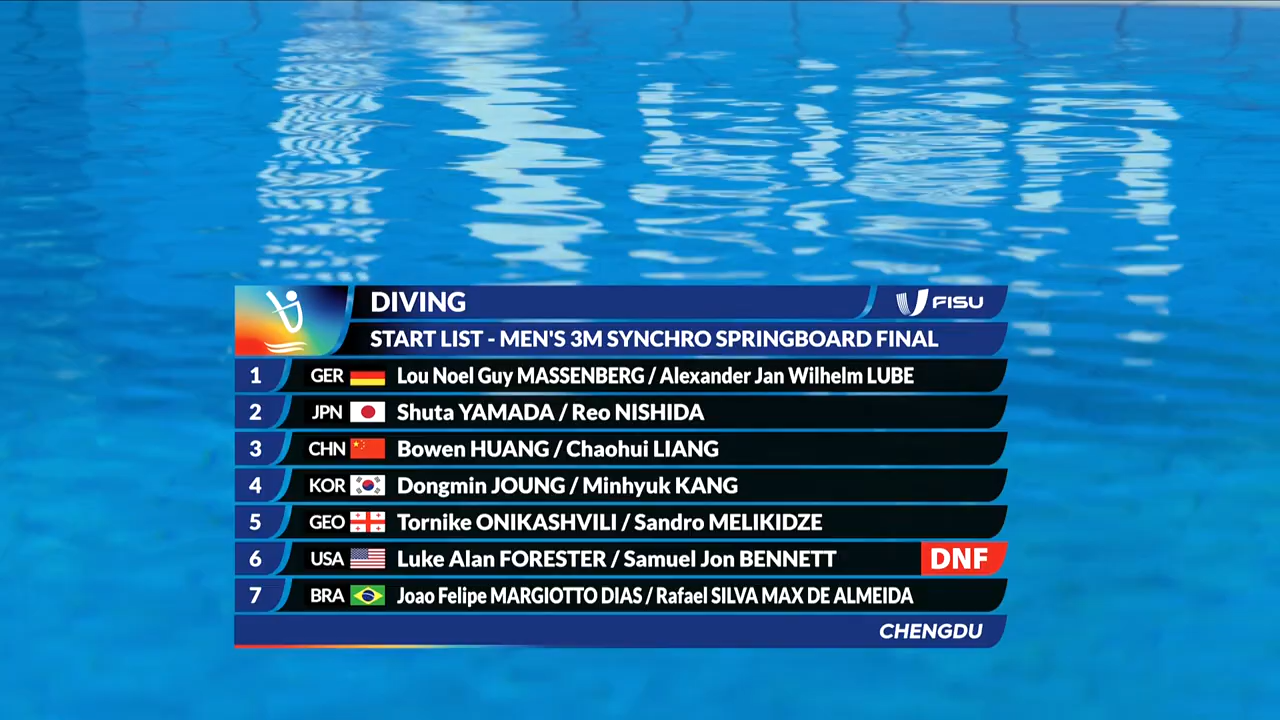 DIVING FISU
START LIST - MEN'S 3M SYNCHRO SPRINGBOARD FINAL
1 GER Lou Noel Guy MASSENBERG / Alexander Jan Wilhelm LUBE
2 JPN Shuta YAMADA / Reo NISHIDA
3 CHN Bowen HUANG / Chaohui LIANG
4 KOR Dongmin JOUNG / Minhyuk KANG
5 GEO Tornike ONIKASHVILI / Sandro MELIKIDZE
6 USA Luke Alan FORESTER / Samuel Jon BENNETT DNF
7 BRA Joao Felipe MARGIOTTO DIAS / Rafael SILVA MAX DE ALMEIDA
CHENGDU